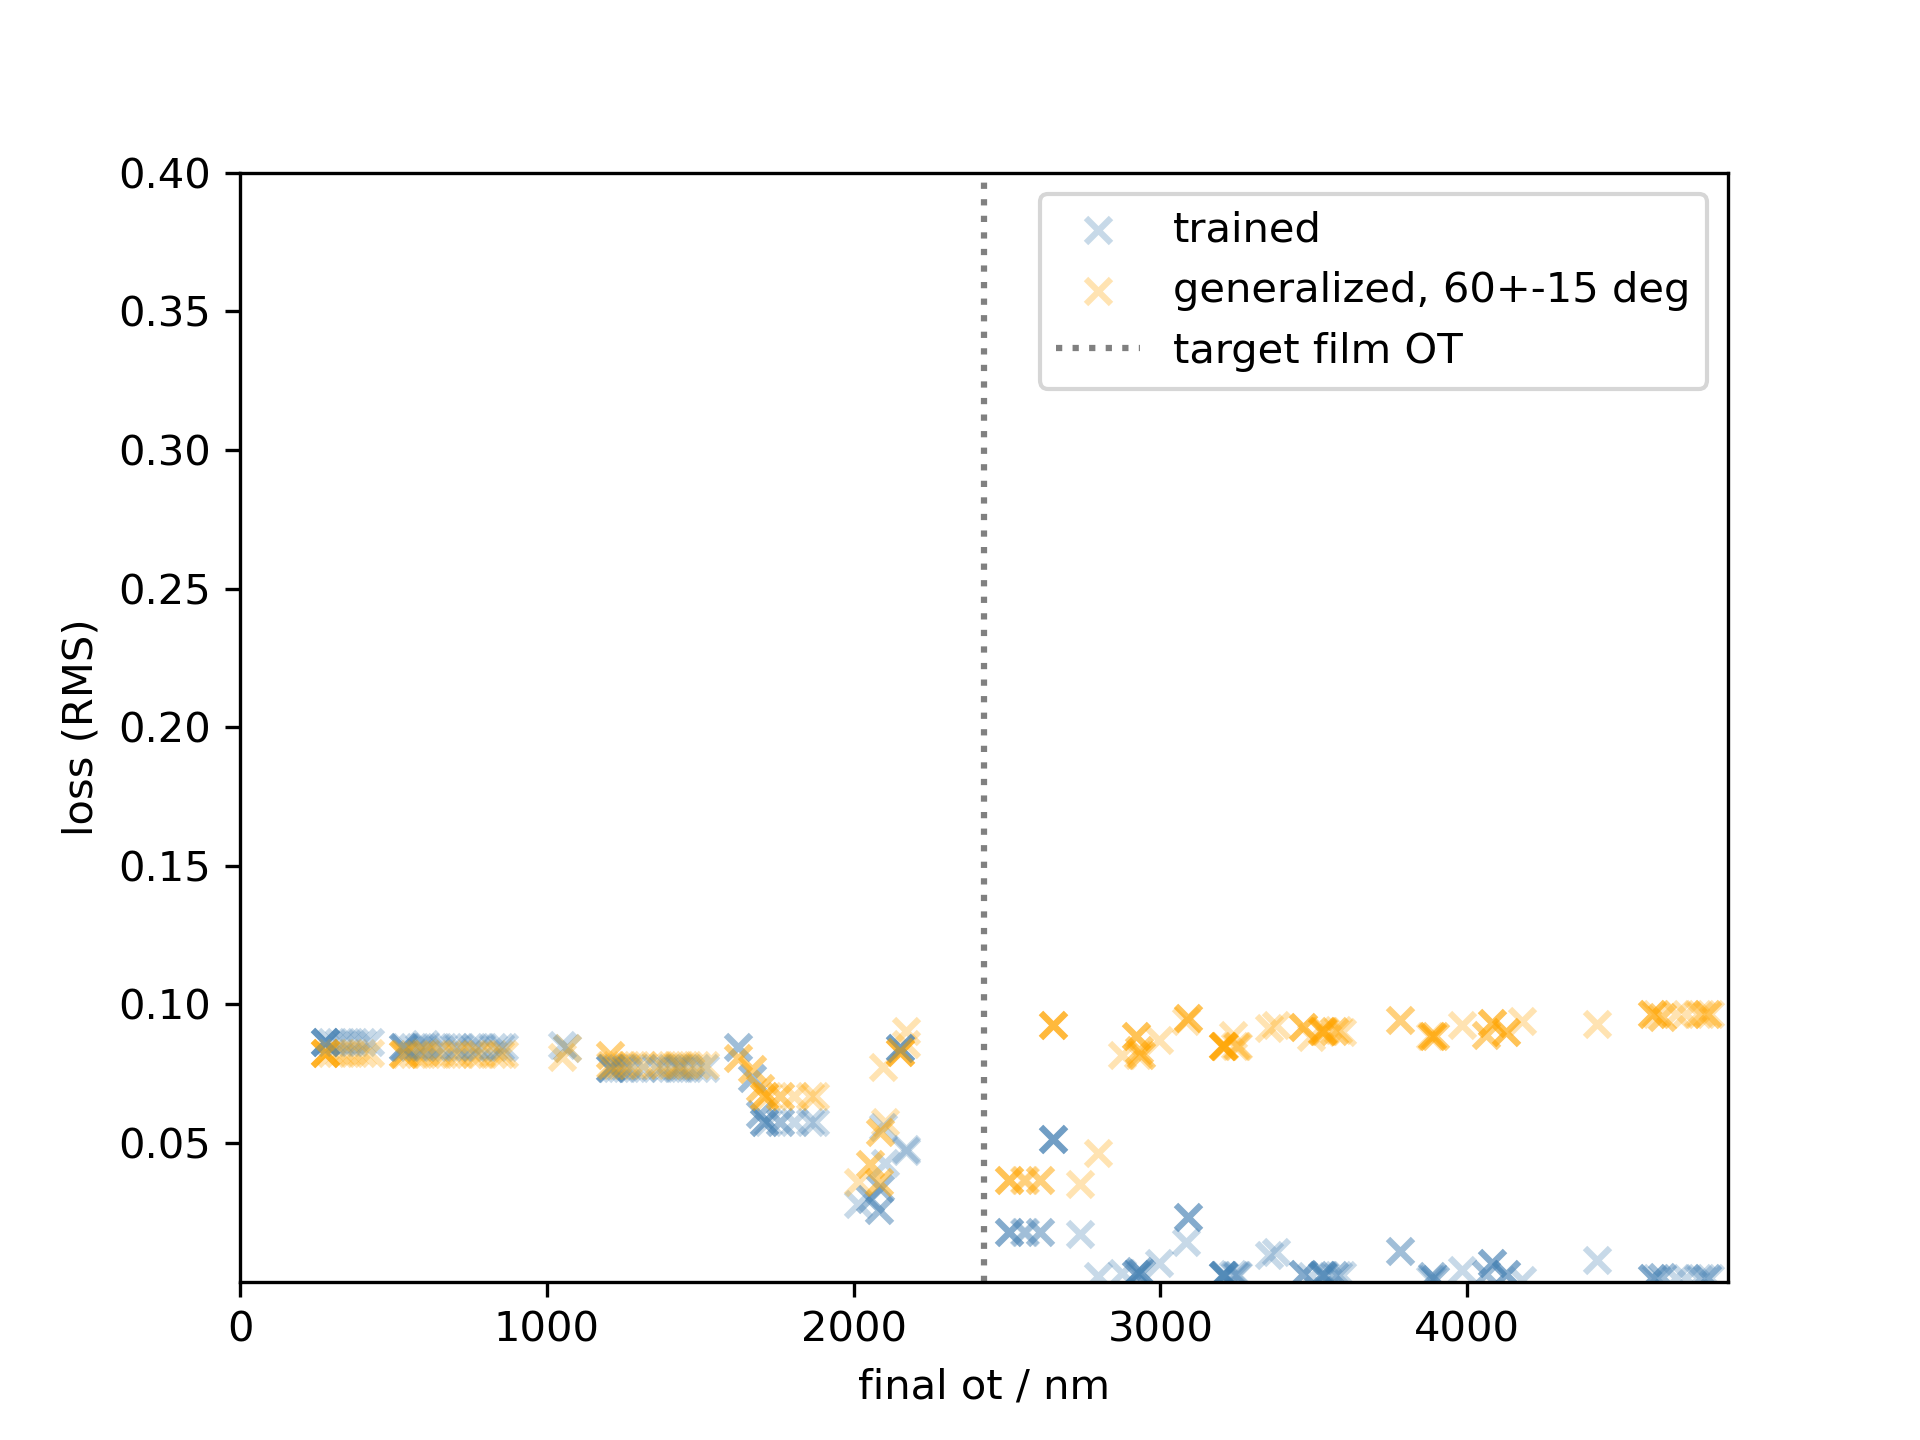 0.40
0.35
0.30
0.25
0.20
0.15
0.10
0.05
loss (RMS)
trained
generalized, 60+-15 deg
target film OT
0 1000 2000 3000 4000
final ot / nm